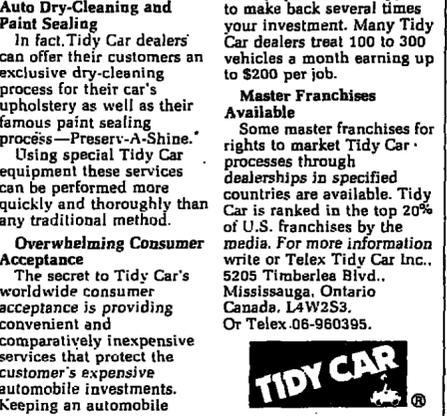 Auto Dry-Cleaning and
Paint Sealing
In fact, Tidy Car dealers
can offer their customers an
exclusive dry-cleaning
process for their car's
upholstery as well as their
famous paint sealing
process—Preserv-A-Shine.*
Using special Tidy Car
equipment these services
can be performed more
quickly and thoroughly than
any traditional method.
Overwhelming Consumer
Acceptance
The secret to Tidy Car's
worldwide consumer
acceptance is providing
convenient and
comparatively inexpensive
services that protect the
customer's expensive
automobile investments.
Keeping an automobile
to make back several times
your investment. Many Tidy
Car dealers treat 100 to 300
vehicles a month earning up
to $200 per job.
Master Franchises
Available
Some master franchises for
rights to market Tidy Car
processes through
dealerships in specified
countries are available. Tidy
Car is ranked in the top 20%
of U.S. franchises by the
media. For more information
write or Telex Tidy Car Inc.,
5205 Timberlea Blvd.,
Mississauga, Ontario
Canada, L4W2S3.
Or Telex 06-960395.
TIDY CAR ®